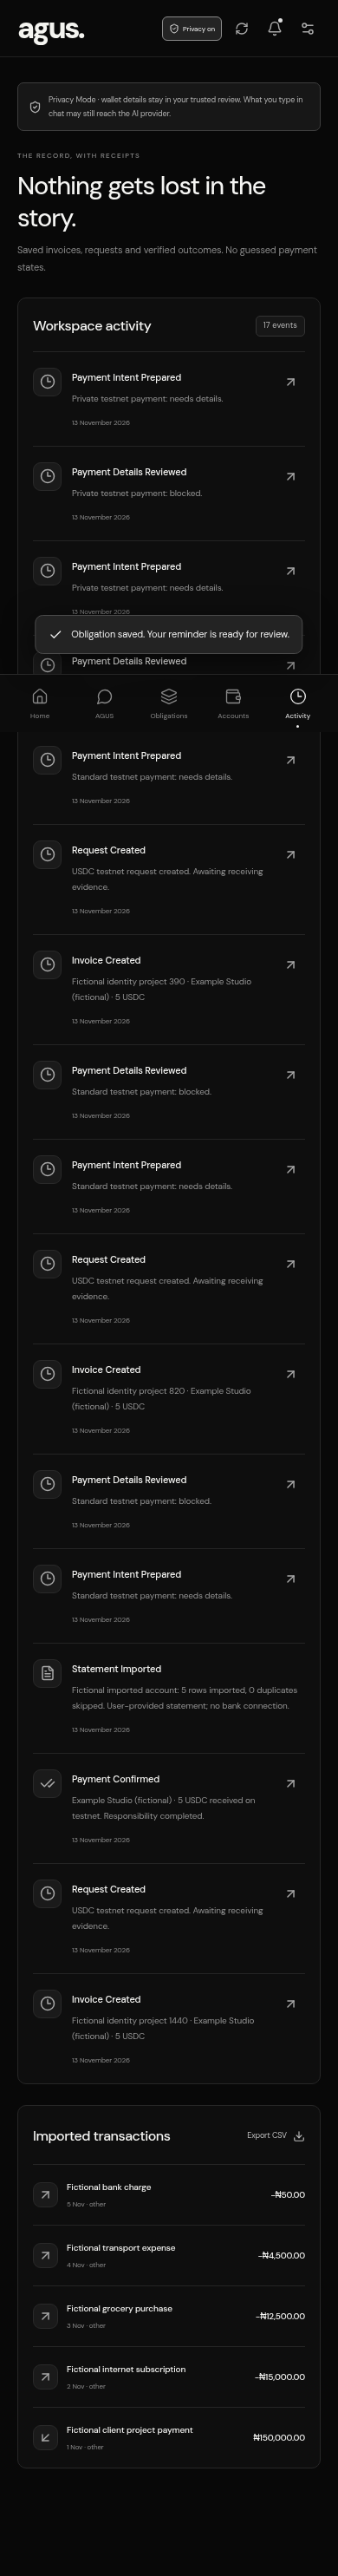 agus.
Privacy on
Privacy Mode · wallet details stay in your trusted review. What you type in
chat may still reach the AI provider.
THE RECORD, WITH RECEIPTS
Nothing gets lost in the
story.
Saved invoices, requests and verified outcomes. No guessed payment
states.
Workspace activity
17 events
Payment Intent Prepared
Private testnet payment: needs details.
13 November 2026
Payment Details Reviewed
Private testnet payment: blocked.
13 November 2026
Payment Intent Prepared
Private testnet payment: needs details.
13 November 2026
Obligation saved. Your reminder is ready for review.
Payment Details Reviewed
Home
AGUS
Obligations
Accounts
Activity
Payment Intent Prepared
Standard testnet payment: needs details.
13 November 2026
Request Created
USDC testnet request created. Awaiting receiving
evidence.
13 November 2026
Invoice Created
Fictional identity project 390 · Example Studio
(fictional) · 5 USDC
13 November 2026
Payment Details Reviewed
Standard testnet payment: blocked.
13 November 2026
Payment Intent Prepared
Standard testnet payment: needs details.
13 November 2026
Request Created
USDC testnet request created. Awaiting receiving
evidence.
13 November 2026
Invoice Created
Fictional identity project 820 · Example Studio
(fictional) · 5 USDC
13 November 2026
Payment Details Reviewed
Standard testnet payment: blocked.
13 November 2026
Payment Intent Prepared
Standard testnet payment: needs details.
13 November 2026
Statement Imported
Fictional imported account: 5 rows imported, 0 duplicates
skipped. User-provided statement; no bank connection.
13 November 2026
Payment Confirmed
Example Studio (fictional) · 5 USDC received on
testnet. Responsibility completed.
13 November 2026
Request Created
USDC testnet request created. Awaiting receiving
evidence.
13 November 2026
Invoice Created
Fictional identity project 1440 · Example Studio
(fictional) · 5 USDC
13 November 2026
Imported transactions
Export CSV
Fictional bank charge
-₦50.00
5 Nov · other
Fictional transport expense
-₦4,500.00
4 Nov · other
Fictional grocery purchase
-₦12,500.00
3 Nov · other
Fictional internet subscription
-₦15,000.00
2 Nov · other
Fictional client project payment
₦150,000.00
1 Nov · other